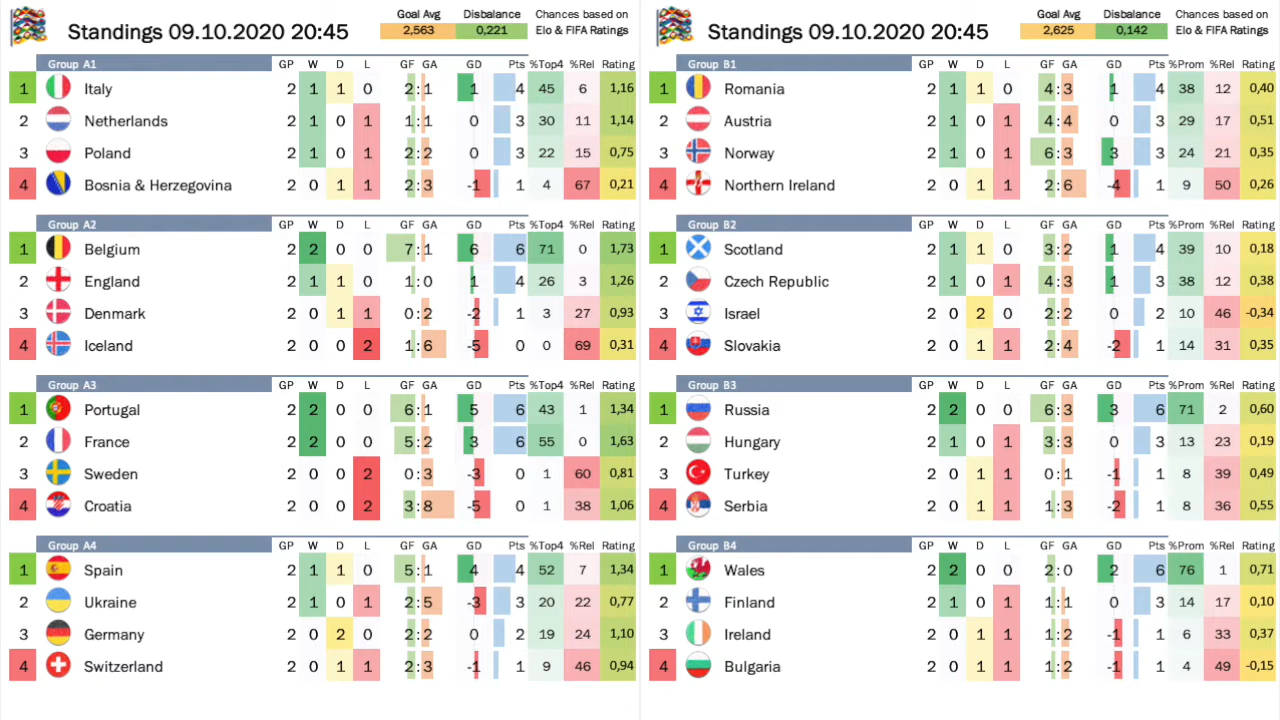 Standings 09.10.2020 20:45
Goal Avg Disbalance Chances based on
2,563 0,221 Elo & FIFA Ratings
Group A1 GP W D L GF GA GD Pts %Top4 %Rel Rating
1 Italy 2 1 1 0 2:1 1 4 45 6 1,16
2 Netherlands 2 1 0 1 1:1 0 3 30 11 1,14
3 Poland 2 1 0 1 2:2 0 3 22 15 0,75
4 Bosnia & Herzegovina 2 0 1 1 2:3 -1 1 4 67 0,21
Group A2 GP W D L GF GA GD Pts %Top4 %Rel Rating
1 Belgium 2 2 0 0 7:1 6 6 71 0 1,73
2 England 2 1 1 0 1:0 1 4 26 3 1,26
3 Denmark 2 0 1 1 0:2 -2 1 3 27 0,93
4 Iceland 2 0 0 2 1:6 -5 0 0 69 0,31
Group A3 GP W D L GF GA GD Pts %Top4 %Rel Rating
1 Portugal 2 2 0 0 6:1 5 6 43 1 1,34
2 France 2 2 0 0 5:2 3 6 55 0 1,63
3 Sweden 2 0 0 2 0:3 -3 0 1 60 0,81
4 Croatia 2 0 0 2 3:8 -5 0 1 38 1,06
Group A4 GP W D L GF GA GD Pts %Top4 %Rel Rating
1 Spain 2 1 1 0 5:1 4 4 52 7 1,34
2 Ukraine 2 1 0 1 2:5 -3 3 20 22 0,77
3 Germany 2 0 2 0 2:2 0 2 19 24 1,10
4 Switzerland 2 0 1 1 2:3 -1 1 9 46 0,94
Standings 09.10.2020 20:45
Goal Avg Disbalance Chances based on
2,625 0,142 Elo & FIFA Ratings
Group B1 GP W D L GF GA GD Pts %Prom %Rel Rating
1 Romania 2 1 1 0 4:3 1 4 38 12 0,40
2 Austria 2 1 0 1 4:4 0 3 29 17 0,51
3 Norway 2 1 0 1 6:3 3 3 24 21 0,35
4 Northern Ireland 2 0 1 1 2:6 -4 1 9 50 0,26
Group B2 GP W D L GF GA GD Pts %Prom %Rel Rating
1 Scotland 2 1 1 0 3:2 1 4 39 10 0,18
2 Czech Republic 2 1 0 1 4:3 1 3 38 12 0,38
3 Israel 2 0 2 0 2:2 0 2 10 46 -0,34
4 Slovakia 2 0 1 1 2:4 -2 1 14 31 0,35
Group B3 GP W D L GF GA GD Pts %Prom %Rel Rating
1 Russia 2 2 0 0 6:3 3 6 71 2 0,60
2 Hungary 2 1 0 1 3:3 0 3 13 23 0,19
3 Turkey 2 0 1 1 0:1 -1 1 8 39 0,49
4 Serbia 2 0 1 1 1:3 -2 1 8 36 0,55
Group B4 GP W D L GF GA GD Pts %Prom %Rel Rating
1 Wales 2 2 0 0 2:0 2 6 76 1 0,71
2 Finland 2 1 0 1 1:1 0 3 14 17 0,10
3 Ireland 2 0 1 1 1:2 -1 1 6 33 0,37
4 Bulgaria 2 0 1 1 1:2 -1 1 4 49 -0,15